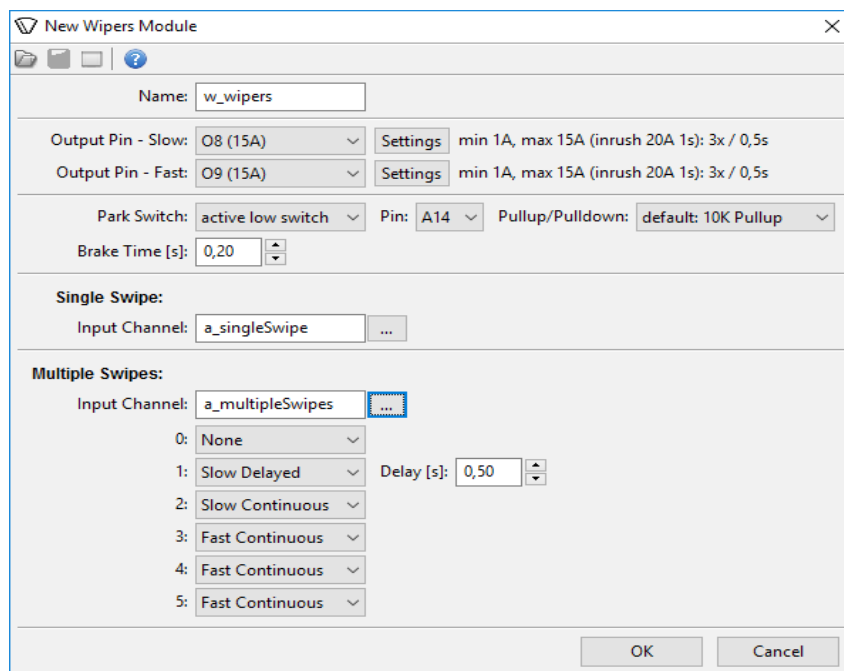 New Wipers Module
Name: w_wipers
Output Pin - Slow: O8 (15A) Settings min 1A, max 15A (inrush 20A 1s): 3x / 0,5s
Output Pin - Fast: O9 (15A) Settings min 1A, max 15A (inrush 20A 1s): 3x / 0,5s
Park Switch: active low switch Pin: A14 Pullup/Pulldown: default: 10K Pullup
Brake Time [s]: 0,20
Single Swipe:
Input Channel: a_singleSwipe ...
Multiple Swipes:
Input Channel: a_multipleSwipes ...
0: None
1: Slow Delayed Delay [s]: 0,50
2: Slow Continuous
3: Fast Continuous
4: Fast Continuous
5: Fast Continuous
OK Cancel